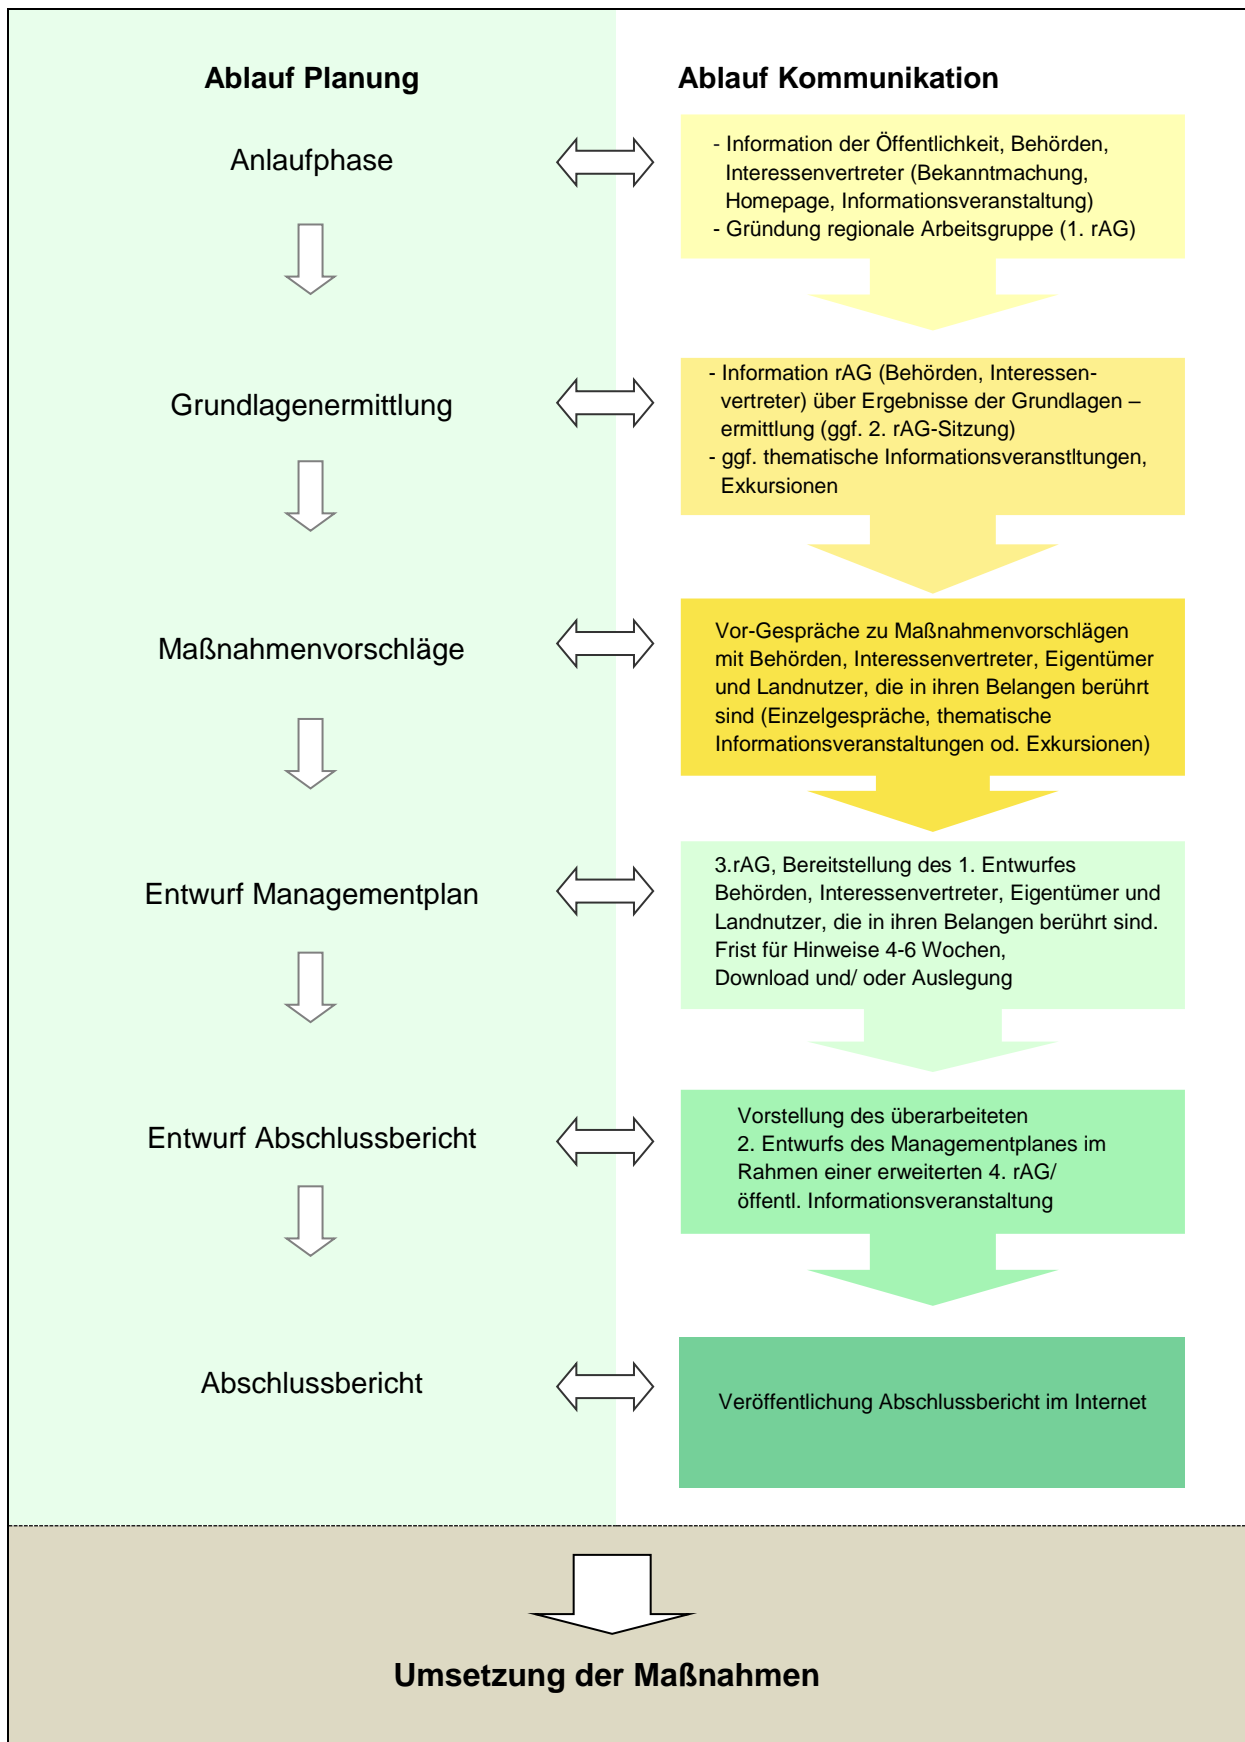 Ablauf Planung
Ablauf Kommunikation
Anlaufphase
- Information der Öffentlichkeit, Behörden,
Interessenvertreter (Bekanntmachung,
Homepage, Informationsveranstaltung)
- Gründung regionale Arbeitsgruppe (1. rAG)
Grundlagenermittlung
- Information rAG (Behörden, Interessen-
vertreter) über Ergebnisse der Grundlagen –
ermittlung (ggf. 2. rAG-Sitzung)
- ggf. thematische Informationsveranstltungen,
Exkursionen
Maßnahmenvorschläge
Vor-Gespräche zu Maßnahmenvorschlägen
mit Behörden, Interessenvertreter, Eigentümer
und Landnutzer, die in ihren Belangen berührt
sind (Einzelgespräche, thematische
Informationsveranstaltungen od. Exkursionen)
Entwurf Managementplan
3.rAG, Bereitstellung des 1. Entwurfes
Behörden, Interessenvertreter, Eigentümer und
Landnutzer, die in ihren Belangen berührt sind.
Frist für Hinweise 4-6 Wochen,
Download und/ oder Auslegung
Entwurf Abschlussbericht
Vorstellung des überarbeiteten
2. Entwurfs des Managementplanes im
Rahmen einer erweiterten 4. rAG/
öffentl. Informationsveranstaltung
Abschlussbericht
Veröffentlichung Abschlussbericht im Internet
Umsetzung der Maßnahmen